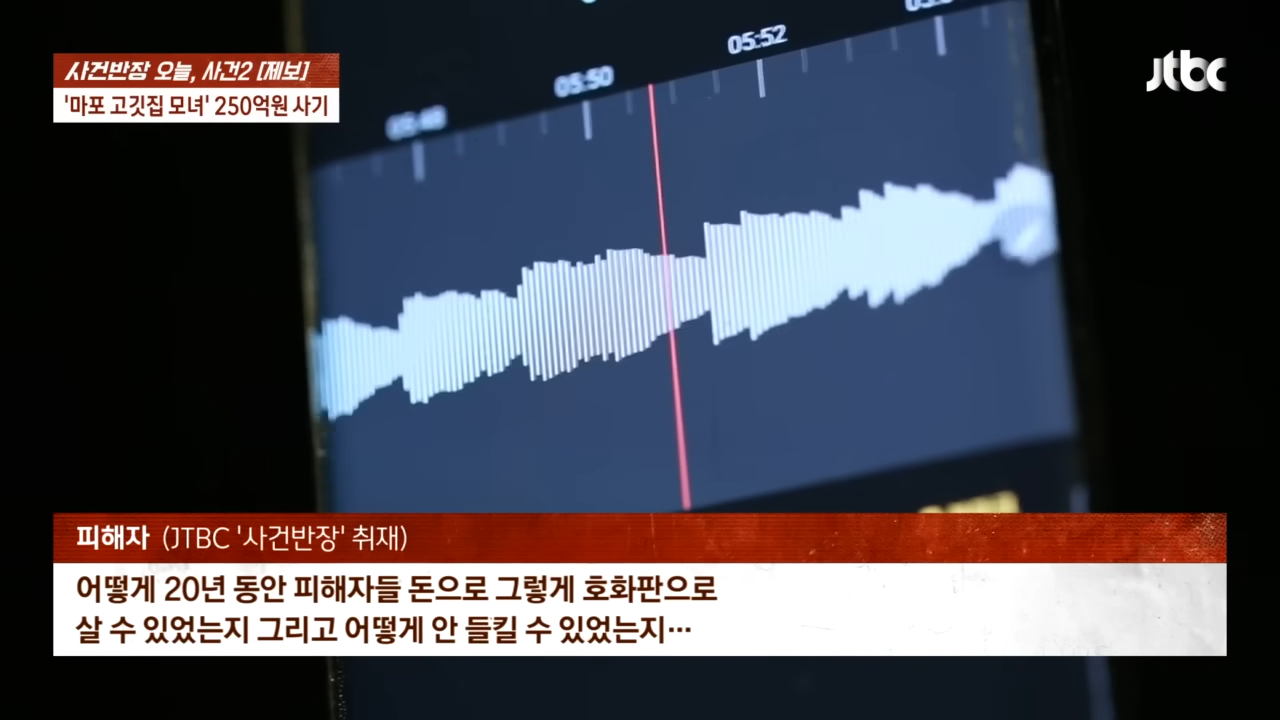 05:52
05:50
05:48
jtbc
사건반장 오늘, 사건2 [제보]
'마포 고깃집 모녀' 250억원 사기
피해자 (JTBC '사건반장' 취재)
어떻게 20년 동안 피해자들 돈으로 그렇게 호화판으로
살 수 있었는지 그리고 어떻게 안 들킬 수 있었는지…